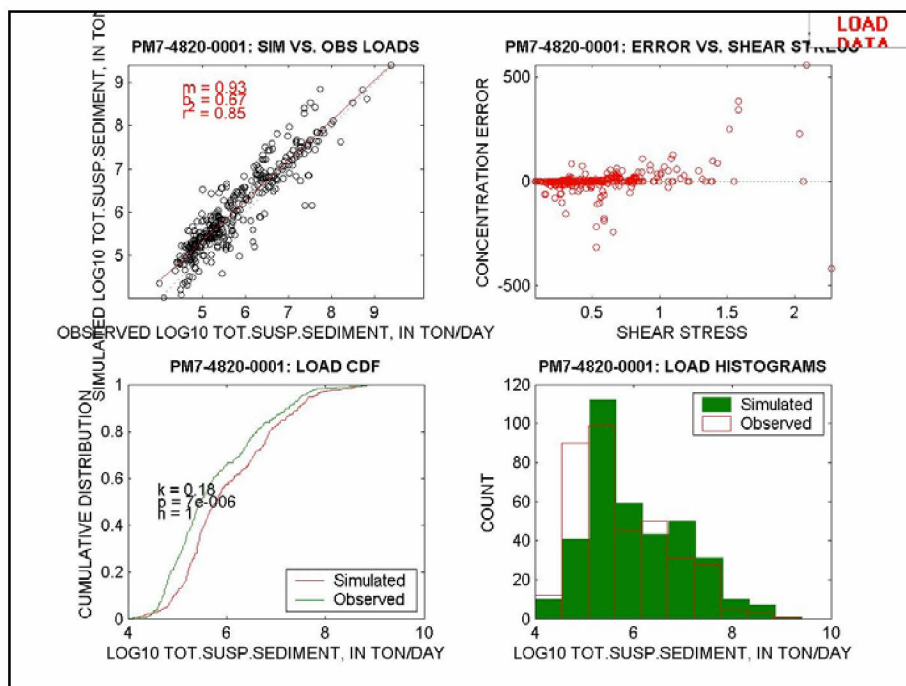 LOAD
DATA
PM7-4820-0001: SIM VS. OBS LOADS
SIMULATED LOG10 TOT.SUSP.SEDIMENT, IN TON/DAY
9
8
7
6
5
m = 0.93
b = 0.67
r² = 0.85
5 6 7 8 9
OBSERVED LOG10 TOT.SUSP.SEDIMENT, IN TON/DAY
PM7-4820-0001: ERROR VS. SHEAR STRESS
CONCENTRATION ERROR
500
0
-500
0.5 1 1.5 2
SHEAR STRESS
PM7-4820-0001: LOAD CDF
CUMULATIVE DISTRIBUTION
1
0.8
0.6
0.4
0.2
0
k = 0.18
p = 7e-006
h = 1
Simulated
Observed
4 6 8 10
LOG10 TOT.SUSP.SEDIMENT, IN TON/DAY
PM7-4820-0001: LOAD HISTOGRAMS
COUNT
120
100
80
60
40
20
0
Simulated
Observed
4 6 8 10
LOG10 TOT.SUSP.SEDIMENT, IN TON/DAY